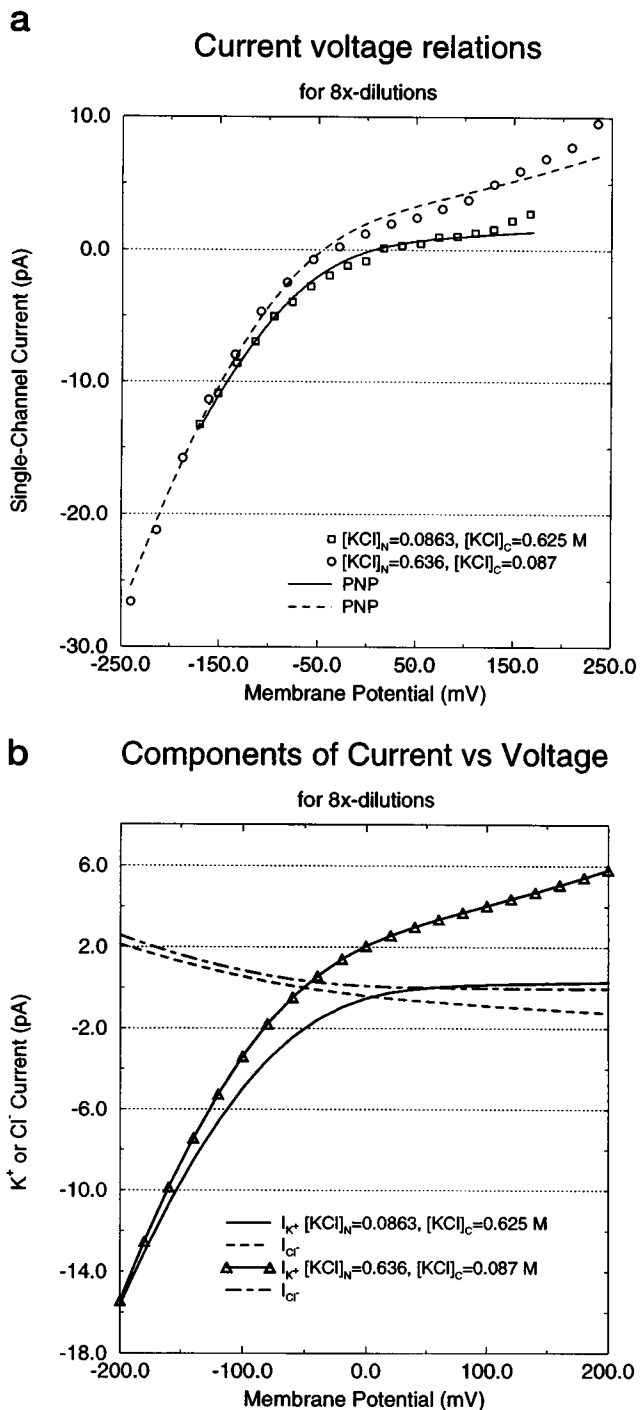 a
Current voltage relations
for 8x-dilutions
10.0
0.0
-10.0
-20.0
-30.0
Single-Channel Current (pA)
[KCl]N=0.0863, [KCl]C=0.625 M
[KCl]N=0.636, [KCl]C=0.087
PNP
PNP
-250.0 -150.0 -50.0 50.0 150.0 250.0
Membrane Potential (mV)
b
Components of Current vs Voltage
for 8x-dilutions
6.0
2.0
-2.0
-6.0
-10.0
-14.0
-18.0
K+ or Cl- Current (pA)
IK+ [KCl]N=0.0863, [KCl]C=0.625 M
ICl-
IK+ [KCl]N=0.636, [KCl]C=0.087 M
ICl-
-200.0 -100.0 0.0 100.0 200.0
Membrane Potential (mV)